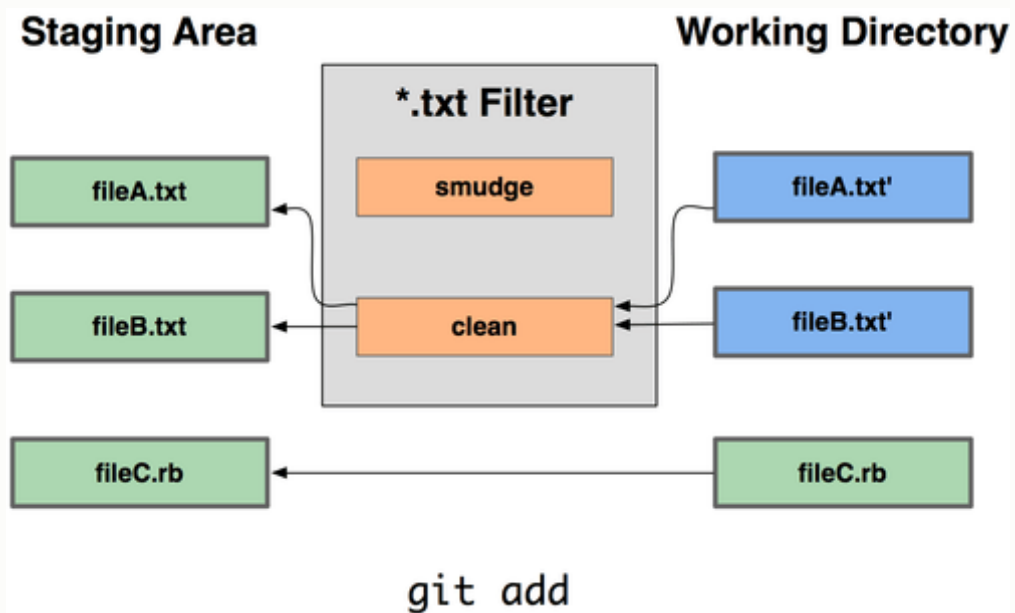 Staging Area
Working Directory
*.txt Filter
fileA.txt
smudge
fileA.txt'
fileB.txt
clean
fileB.txt'
fileC.rb
fileC.rb
git add